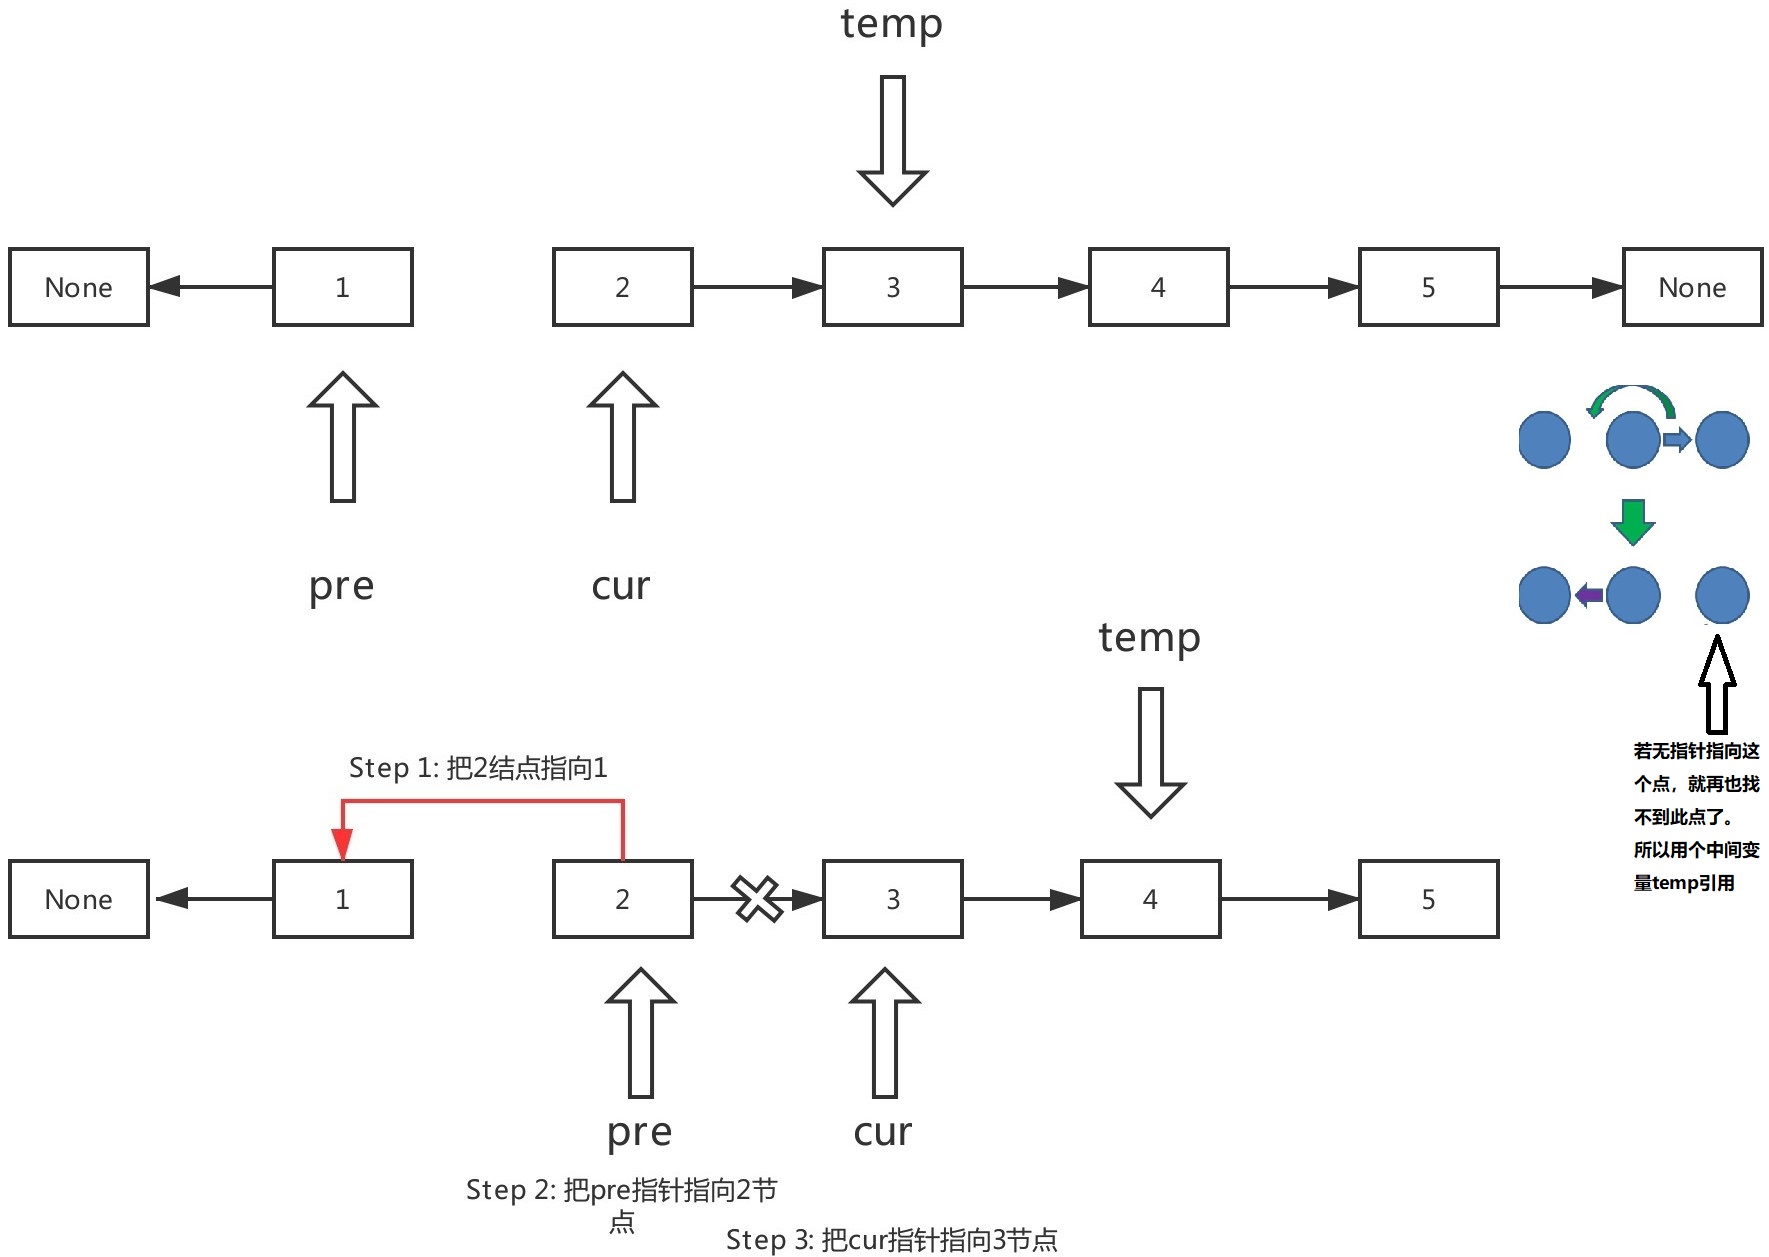 temp
None
1
2
3
4
5
None
pre
cur
temp
Step 1: 把2结点指向1
若无指针指向这
个点，就再也找
不到此点了。
所以用个中间变
量temp引用
None
1
2
3
4
5
pre
cur
Step 2: 把pre指针指向2节
点
Step 3: 把cur指针指向3节点